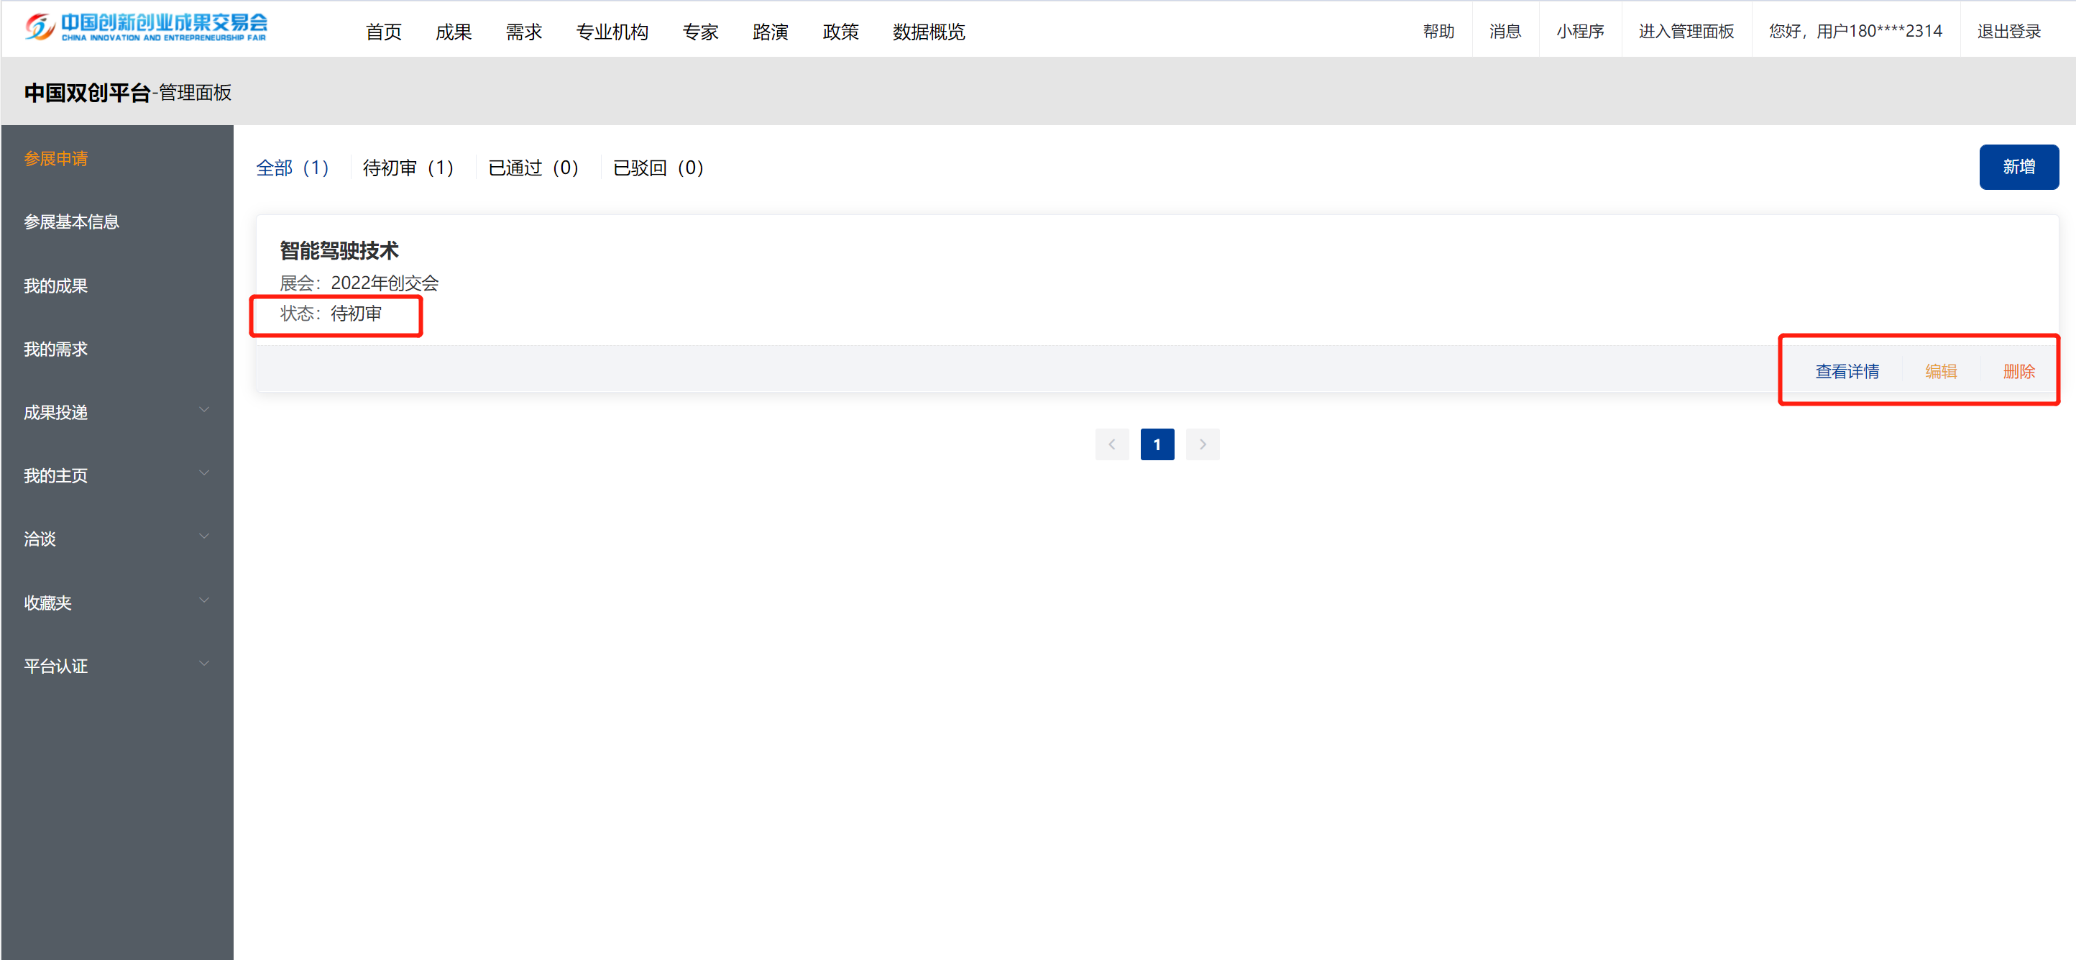 中国创新创业成果交易会
CHINA INNOVATION AND ENTREPRENEURSHIP FAIR
首页 成果 需求 专业机构 专家 路演 政策 数据概览 帮助 消息 小程序 进入管理面板 您好，用户180****2314 退出登录
中国双创平台-管理面板
参展申请
参展基本信息
我的成果
我的需求
成果投递
我的主页
洽谈
收藏夹
平台认证
全部（1） 待初审（1） 已通过（0） 已驳回（0） 新增
智能驾驶技术
展会：2022年创交会
状态：待初审
查看详情 编辑 删除
1